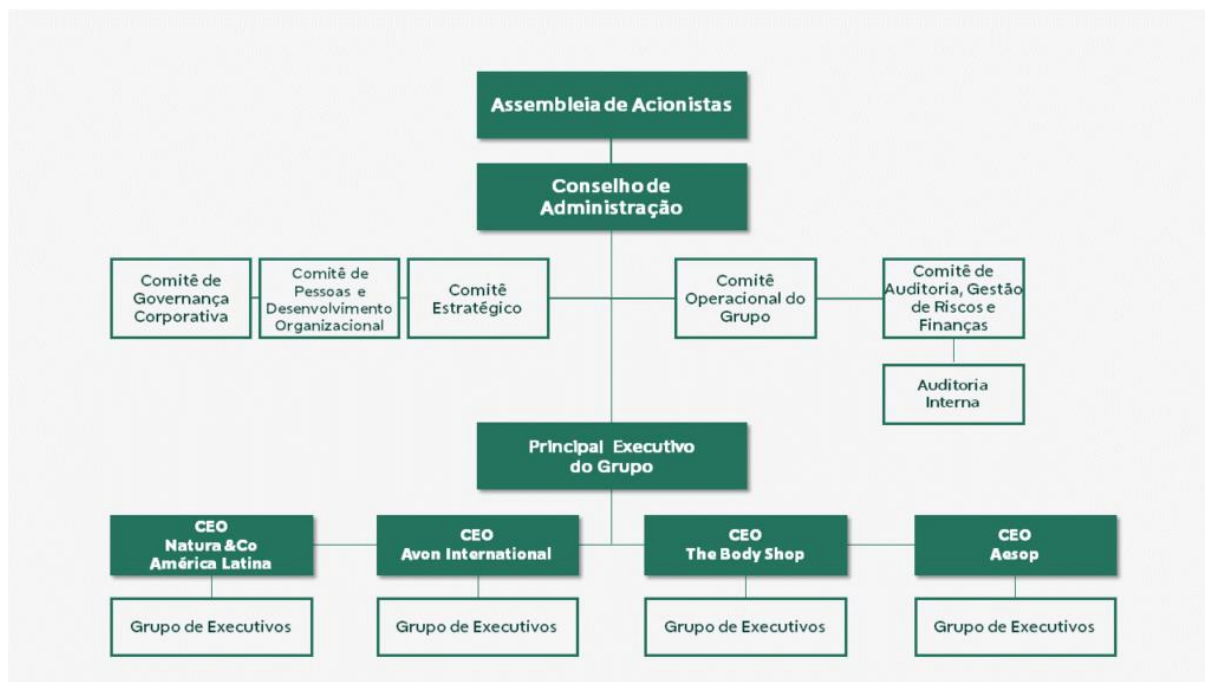 Assembleia de Acionistas
Conselho de
Administração
Comitê de
Governança
Corporativa
Comitê de
Pessoas e
Desenvolvimento
Organizacional
Comitê
Estratégico
Comitê
Operacional do
Grupo
Comitê de
Auditoria, Gestão
de Riscos e
Finanças
Auditoria
Interna
Principal Executivo
do Grupo
CEO
Natura &Co
América Latina
CEO
Avon International
CEO
The Body Shop
CEO
Aesop
Grupo de Executivos
Grupo de Executivos
Grupo de Executivos
Grupo de Executivos